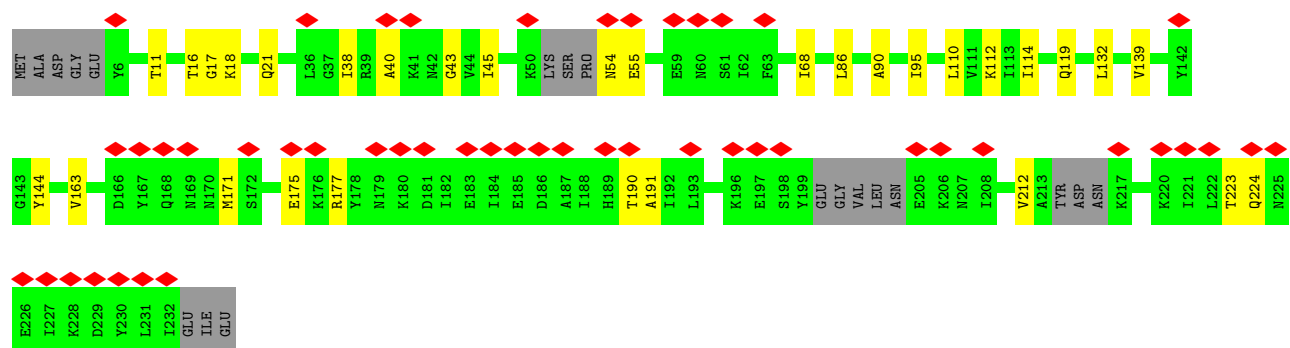 MET ALA ASP GLY GLU Y6 T11 T16 G17 K18 Q21 L36 G37 I38 R39 A40 K41 N42 G43 V44 I45 K50 LYS SER PRO N54 E55 E59 N60 S61 I62 F63 I68 L86 A90 I95 L110 V111 K112 I113 I114 Q119 L132 V139 Y142
G143 Y144 V163 D166 Y167 Q168 N169 N170 M171 S172 E175 K176 R177 Y178 N179 K180 D181 I182 E183 I184 E185 D186 A187 I188 H189 T190 A191 I192 L193 K196 E197 S198 Y199 GLU GLY VAL LEU ASN E205 K206 N207 I208 V212 A213 TYR ASP ASN K217 K220 I221 L222 T223 Q224 N225
E226 I227 K228 D229 Y230 L231 I232 GLU ILE GLU